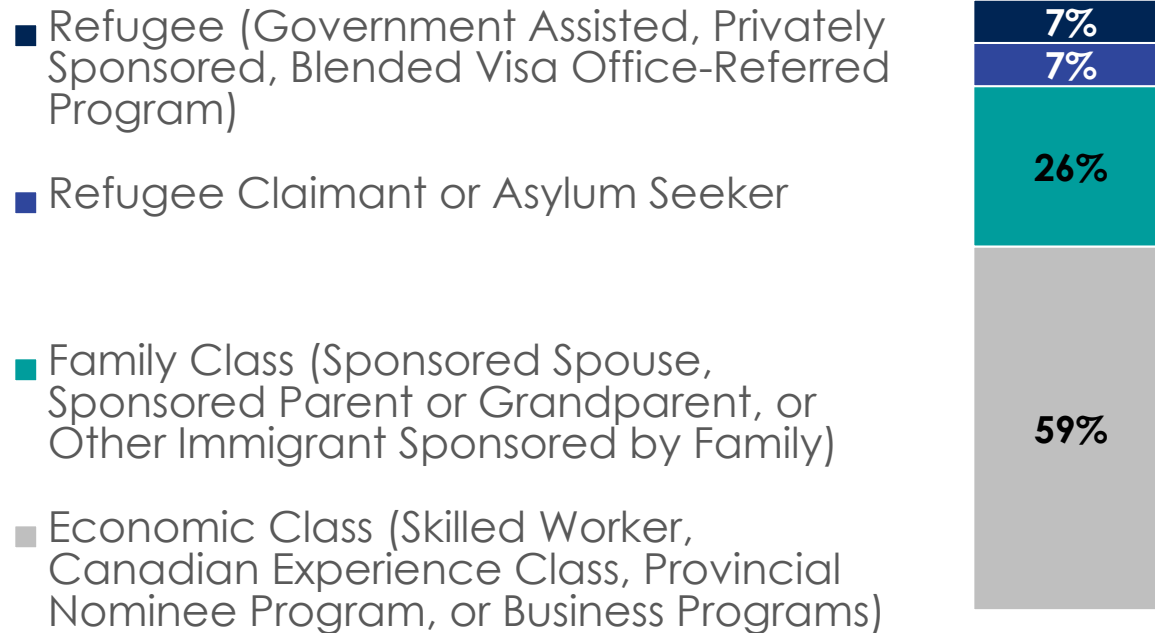 Refugee (Government Assisted, Privately
Sponsored, Blended Visa Office-Referred
Program)
Refugee Claimant or Asylum Seeker
Family Class (Sponsored Spouse,
Sponsored Parent or Grandparent, or
Other Immigrant Sponsored by Family)
Economic Class (Skilled Worker,
Canadian Experience Class, Provincial
Nominee Program, or Business Programs)
7%
7%
26%
59%